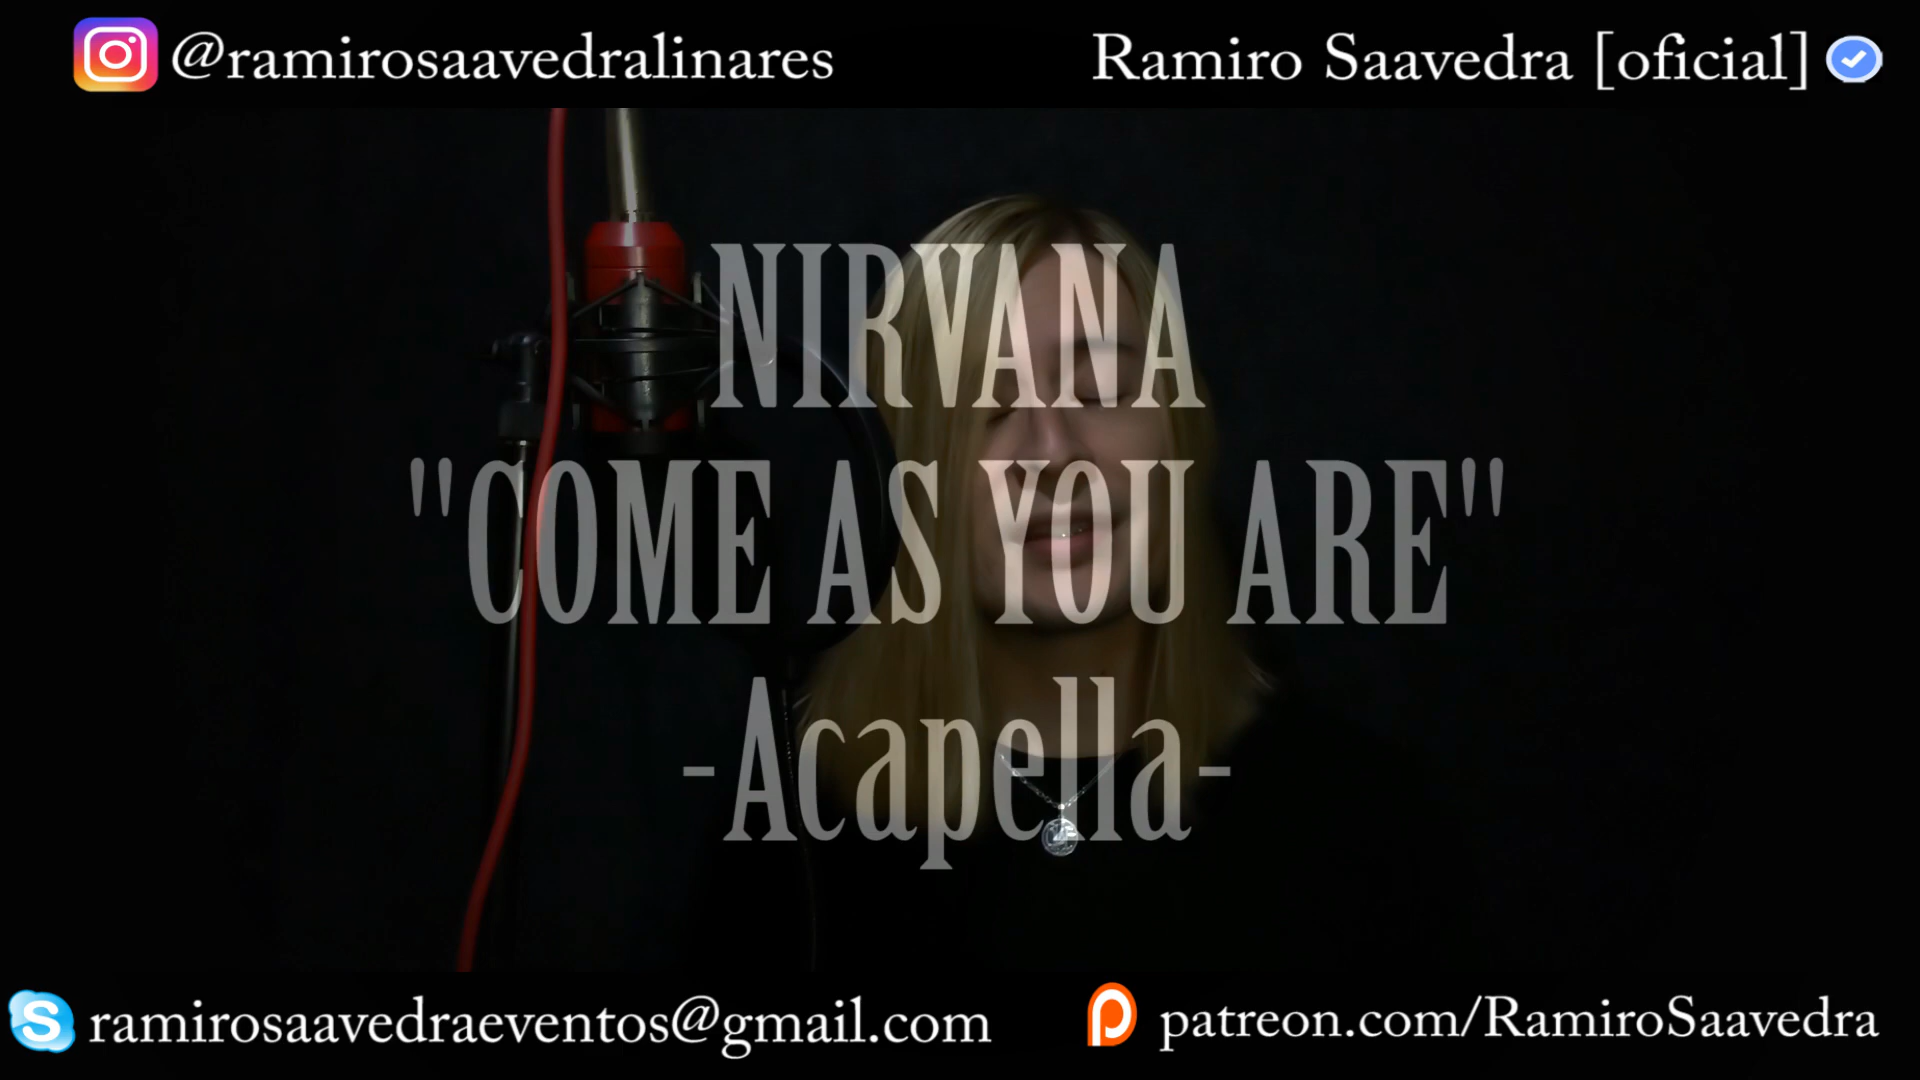 @ramirosaavedralinares
Ramiro Saavedra [oficial]
NIRVANA
"COME AS YOU ARE"
-Acapella-
ramirosaavedraeventos@gmail.com
patreon.com/RamiroSaavedra